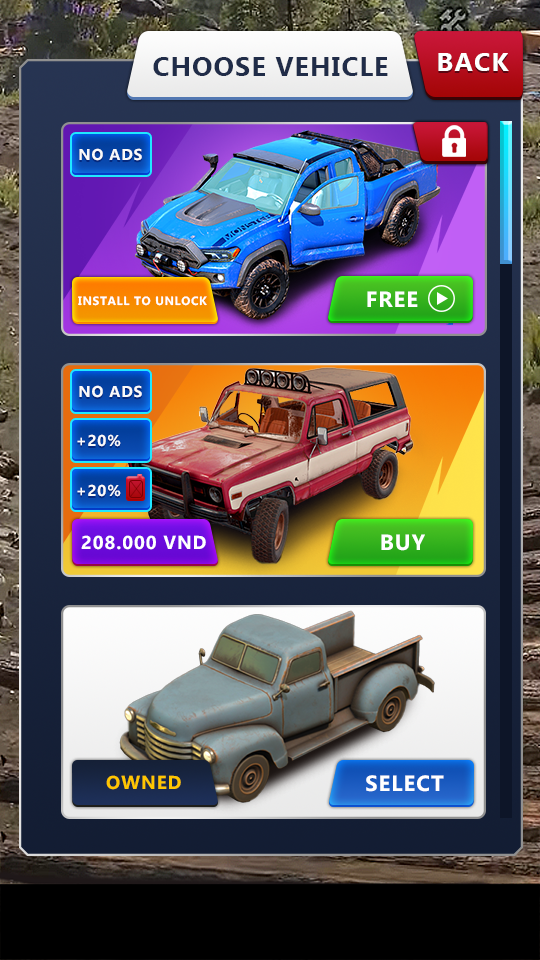 CHOOSE VEHICLE
BACK
NO ADS
MONSTER
INSTALL TO UNLOCK
FREE
NO ADS
+20%
+20%
208.000 VND
BUY
OWNED
SELECT